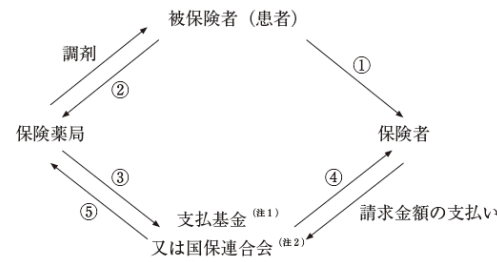 被保険者（患者）
調剤
①
②
保険薬局
保険者
③
④
⑤
支払基金（注1）
請求金額の支払い
又は国保連合会（注2）